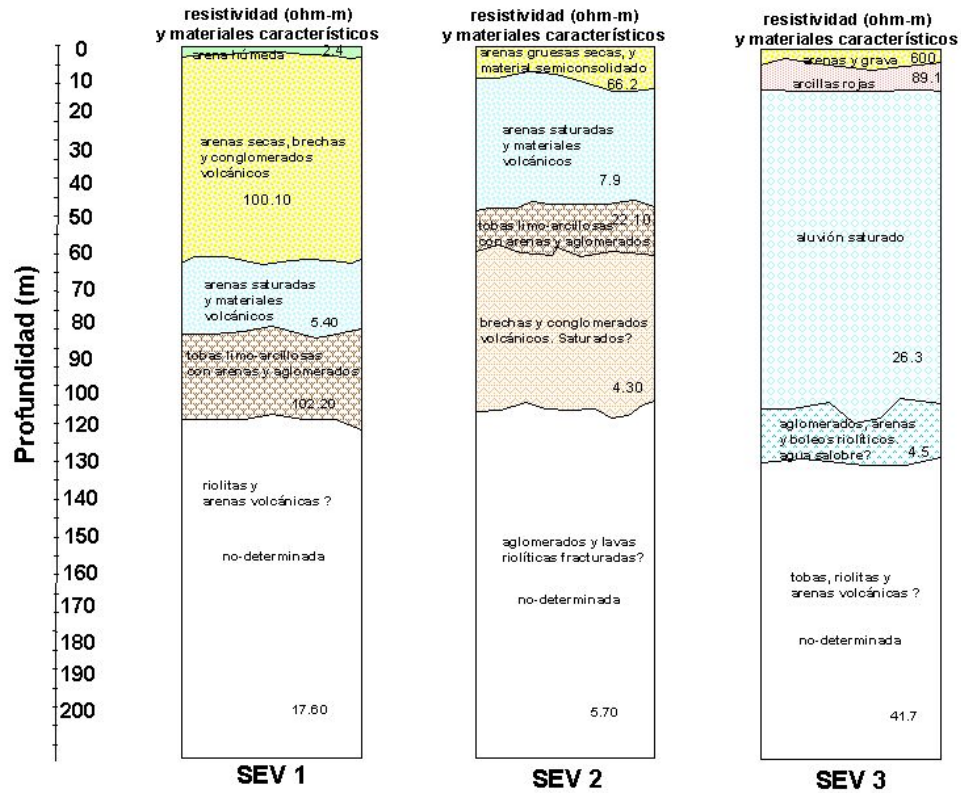 resistividad (ohm-m)
y materiales característicos
resistividad (ohm-m)
y materiales característicos
resistividad (ohm-m)
y materiales característicos
Profundidad (m)
0
10
20
30
40
50
60
70
80
90
100
110
120
130
140
150
160
170
180
190
200
2.4
arena húmeda
arenas secas, brechas
y conglomerados
volcánicos
100.10
arenas saturadas
y materiales
volcánicos
5.40
tobas limo-arcillosas
con arenas y aglomerados
102.20
riolitas y
arenas volcánicas ?
no-determinada
17.60
SEV 1
arenas gruesas secas, y
material semiconsolidado
66.2
arenas saturadas
y materiales
volcánicos
7.9
22.10
tobas limo-arcillosas
con arenas y aglomerados
brechas y conglomerados
volcánicos. Saturados?
4.30
aglomerados y lavas
riolíticas fracturadas?
no-determinada
5.70
SEV 2
arenas y grava 600
89.1
arcillas rojas
aluvión saturado
26.3
aglomerados, arenas
y boleos riolíticos.
agua salobre? 4.5
tobas, riolitas y
arenas volcánicas ?
no-determinada
41.7
SEV 3